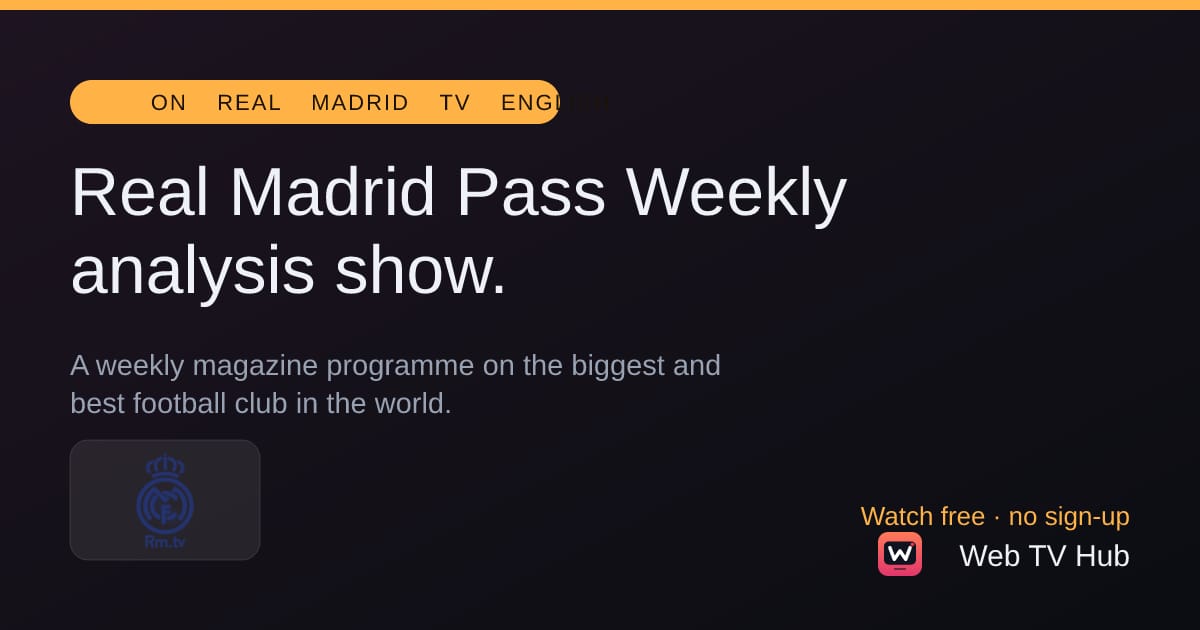 ON REAL MADRID TV ENGLISH
Real Madrid Pass Weekly
analysis show.
A weekly magazine programme on the biggest and
best football club in the world.
Rm.tv
Watch free · no sign-up
W
Web TV Hub